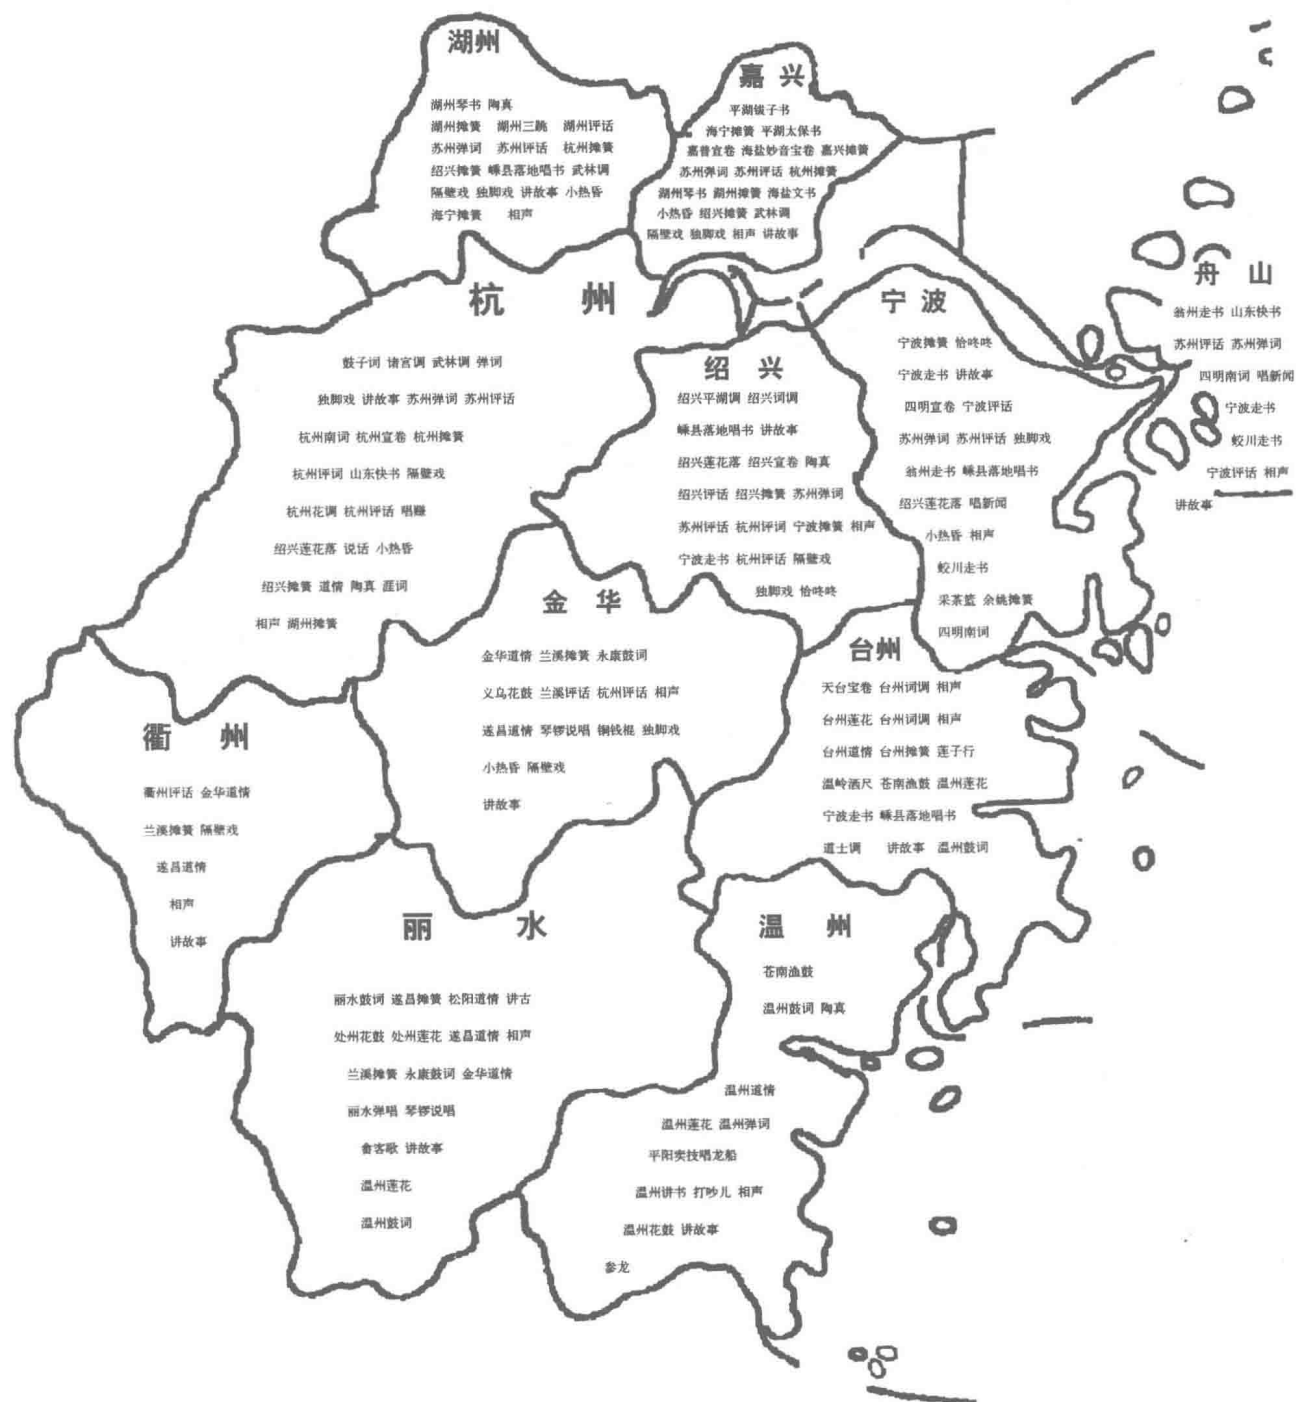 湖州
湖州琴书 陶真
湖州摊簧 湖州三跳 湖州评话
苏州弹词 苏州评话 杭州摊簧
绍兴摊簧 嵊县落地唱书 武林调
隔壁戏 独脚戏 讲故事 小热昏
海宁摊簧 相声
嘉 兴
平湖钹子书
海宁摊簧 平湖太保书
嘉善宣卷 海盐妙音宝卷 嘉兴摊簧
苏州弹词 苏州评话 杭州摊簧
湖州琴书 湖州摊簧 海盐文书
小热昏 绍兴摊簧 武林调
隔壁戏 独脚戏 相声 讲故事
杭 州
鼓子词 诸宫调 武林调 弹词
独脚戏 讲故事 苏州弹词 苏州评话
杭州南词 杭州宣卷 杭州摊簧
杭州评词 山东快书 隔壁戏
杭州花调 杭州评话 唱赚
绍兴莲花落 说话 小热昏
绍兴摊簧 道情 陶真 涯词
相声 湖州摊簧
绍 兴
绍兴平湖调 绍兴词调
嵊县落地唱书 讲故事
绍兴莲花落 绍兴宣卷 陶真
绍兴评话 绍兴摊簧 苏州弹词
苏州评话 杭州评词 宁波摊簧 相声
宁波走书 杭州评话 隔壁戏
独脚戏 恰咚咚
宁 波
宁波摊簧 恰咚咚
宁波走书 讲故事
四明宣卷 宁波评话
苏州弹词 苏州评话 独脚戏
翁州走书 嵊县落地唱书
绍兴莲花落 唱新闻
小热昏 相声
蛟川走书
采茶篮 余姚摊簧
四明南词
舟 山
翁州走书 山东快书
苏州评话 苏州弹词
四明南词 唱新闻
宁波走书
蛟川走书
宁波评话 相声
讲故事
金 华
金华道情 兰溪摊簧 永康鼓词
义乌花鼓 兰溪评话 杭州评话 相声
遂昌道情 琴锣说唱 铜钱棍 独脚戏
小热昏 隔壁戏
讲故事
台州
天台宝卷 台州词调 相声
台州莲花 台州词调 相声
台州道情 台州摊簧 莲子行
温岭洒尺 苍南渔鼓 温州莲花
宁波走书 嵊县落地唱书
道士调 讲故事 温州鼓词
衢 州
衢州评话 金华道情
兰溪摊簧 隔壁戏
遂昌道情
相声
讲故事
丽 水
丽水鼓词 遂昌摊簧 松阳道情 讲古
处州花鼓 处州莲花 遂昌道情 相声
兰溪摊簧 永康鼓词 金华道情
丽水弹唱 琴锣说唱
畲客歌 讲故事
温州莲花
温州鼓词
温 州
苍南渔鼓
温州鼓词 陶真
温州道情
温州莲花 温州弹词
平阳卖技唱龙船
温州讲书 打吵儿 相声
温州花鼓 讲故事
参龙